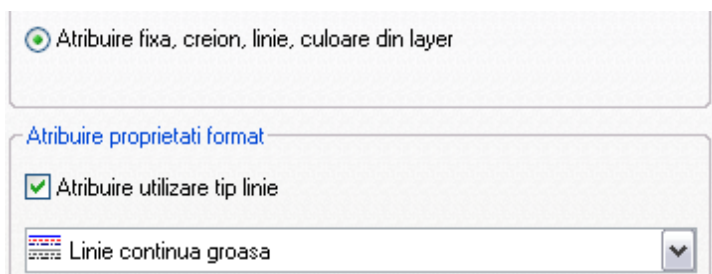 Atribuire fixa, creion, linie, culoare din layer
Atribuire proprietati format
Atribuire utilizare tip linie
Linie continua groasa